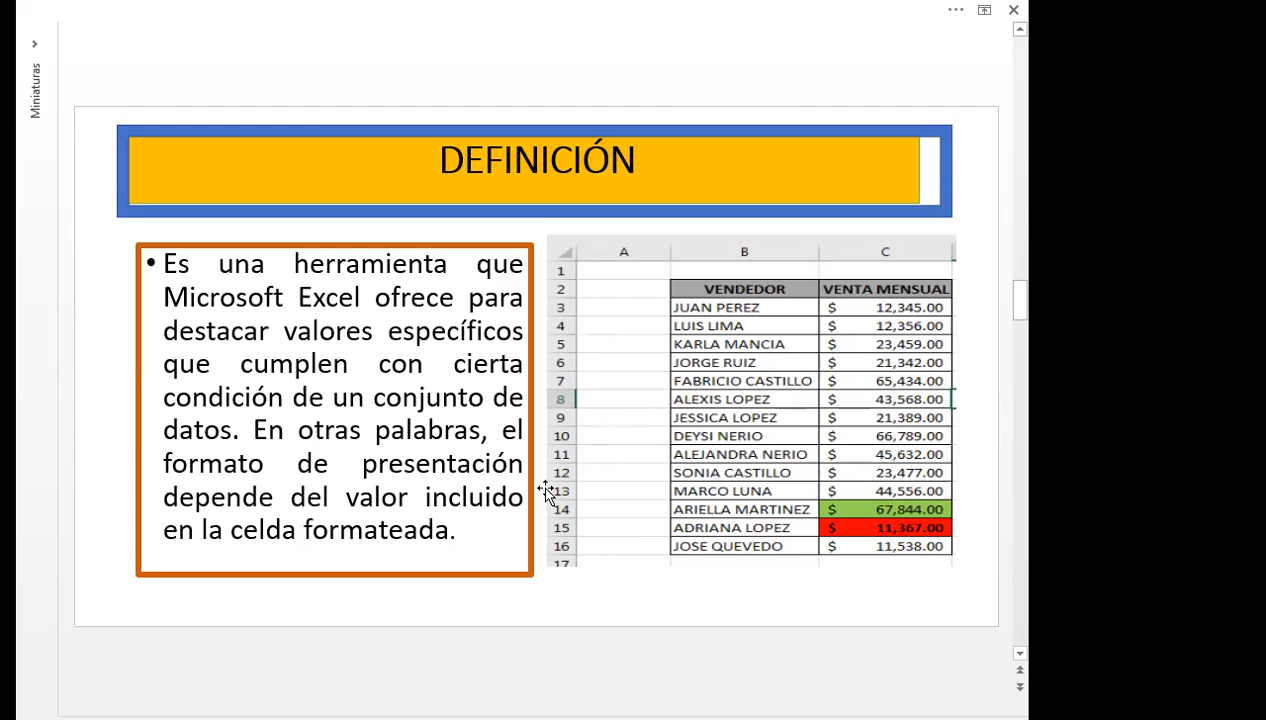 Miniaturas
DEFINICIÓN
• Es una herramienta que
Microsoft Excel ofrece para
destacar valores específicos
que cumplen con cierta
condición de un conjunto de
datos. En otras palabras, el
formato de presentación
depende del valor incluido
en la celda formateada.
A B C
1
2 VENDEDOR VENTA MENSUAL
3 JUAN PEREZ $ 12,345.00
4 LUIS LIMA $ 12,356.00
5 KARLA MANCIA $ 23,459.00
6 JORGE RUIZ $ 21,342.00
7 FABRICIO CASTILLO $ 65,434.00
8 ALEXIS LOPEZ $ 43,568.00
9 JESSICA LOPEZ $ 21,389.00
10 DEYSI NERIO $ 66,789.00
11 ALEJANDRA NERIO $ 45,632.00
12 SONIA CASTILLO $ 23,477.00
13 MARCO LUNA $ 44,556.00
14 ARIELLA MARTINEZ $ 67,844.00
15 ADRIANA LOPEZ $ 11,367.00
16 JOSE QUEVEDO $ 11,538.00
17